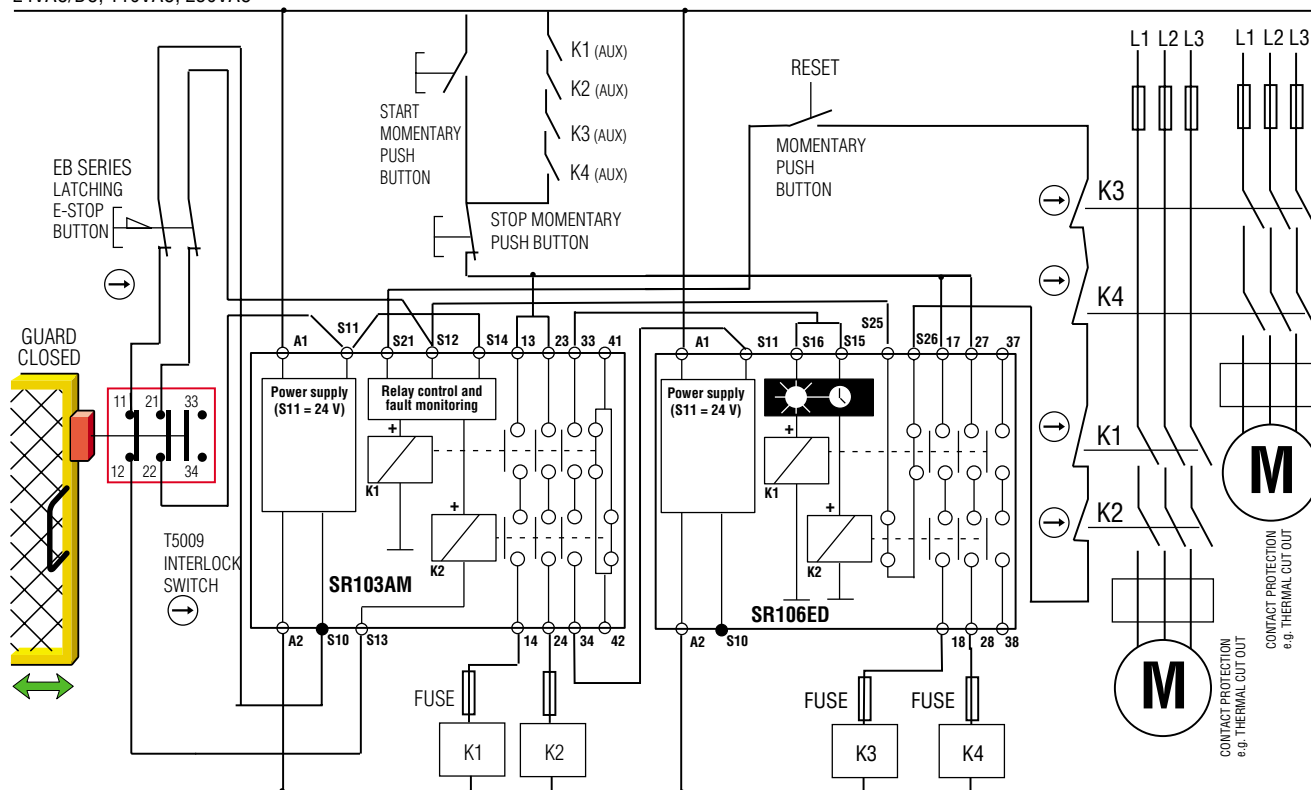 K1 (AUX)
K2 (AUX)
K3 (AUX)
K4 (AUX)
START
MOMENTARY
PUSH
BUTTON
STOP MOMENTARY
PUSH BUTTON
RESET
MOMENTARY
PUSH
BUTTON
L1 L2 L3
L1 L2 L3
EB SERIES
LATCHING
E-STOP
BUTTON
K3
K4
K1
K2
GUARD
CLOSED
11 21 33
12 22 34
T5009
INTERLOCK
SWITCH
A1 S11 S21 S12 S14 13 23 33 41
Power supply
(S11 = 24 V)
Relay control and
fault monitoring
+
K1
+
K2
SR103AM
A2 S10 S13 14 24 34 42
A1 S11 S16 S15 S25 S26 17 27 37
Power supply
(S11 = 24 V)
+
K1
+
K2
SR106ED
A2 S10 18 28 38
FUSE
K1
K2
FUSE
K3
FUSE
K4
M
CONTACT PROTECTION
e.g. THERMAL CUT OUT
M
CONTACT PROTECTION
e.g. THERMAL CUT OUT